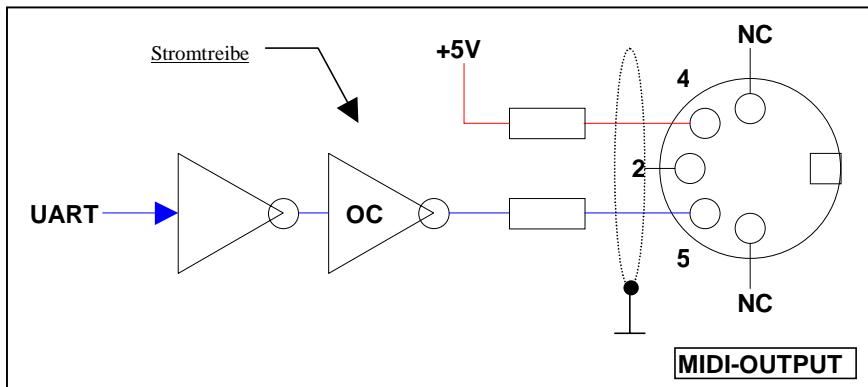 Stromtreibe
+5V
NC
4
2
UART
OC
5
NC
MIDI-OUTPUT